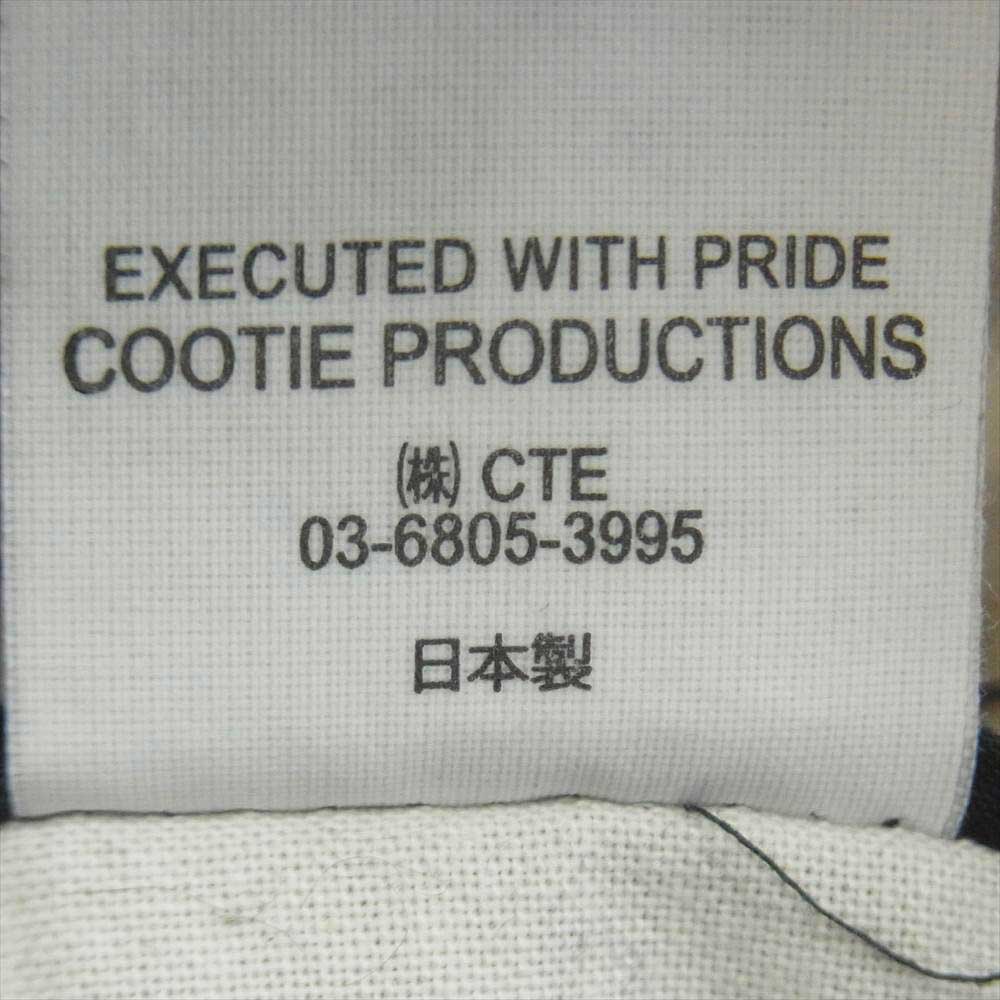 EXECUTED WITH PRIDE
COOTIE PRODUCTIONS
㈱ CTE
03-6805-3995
日本製